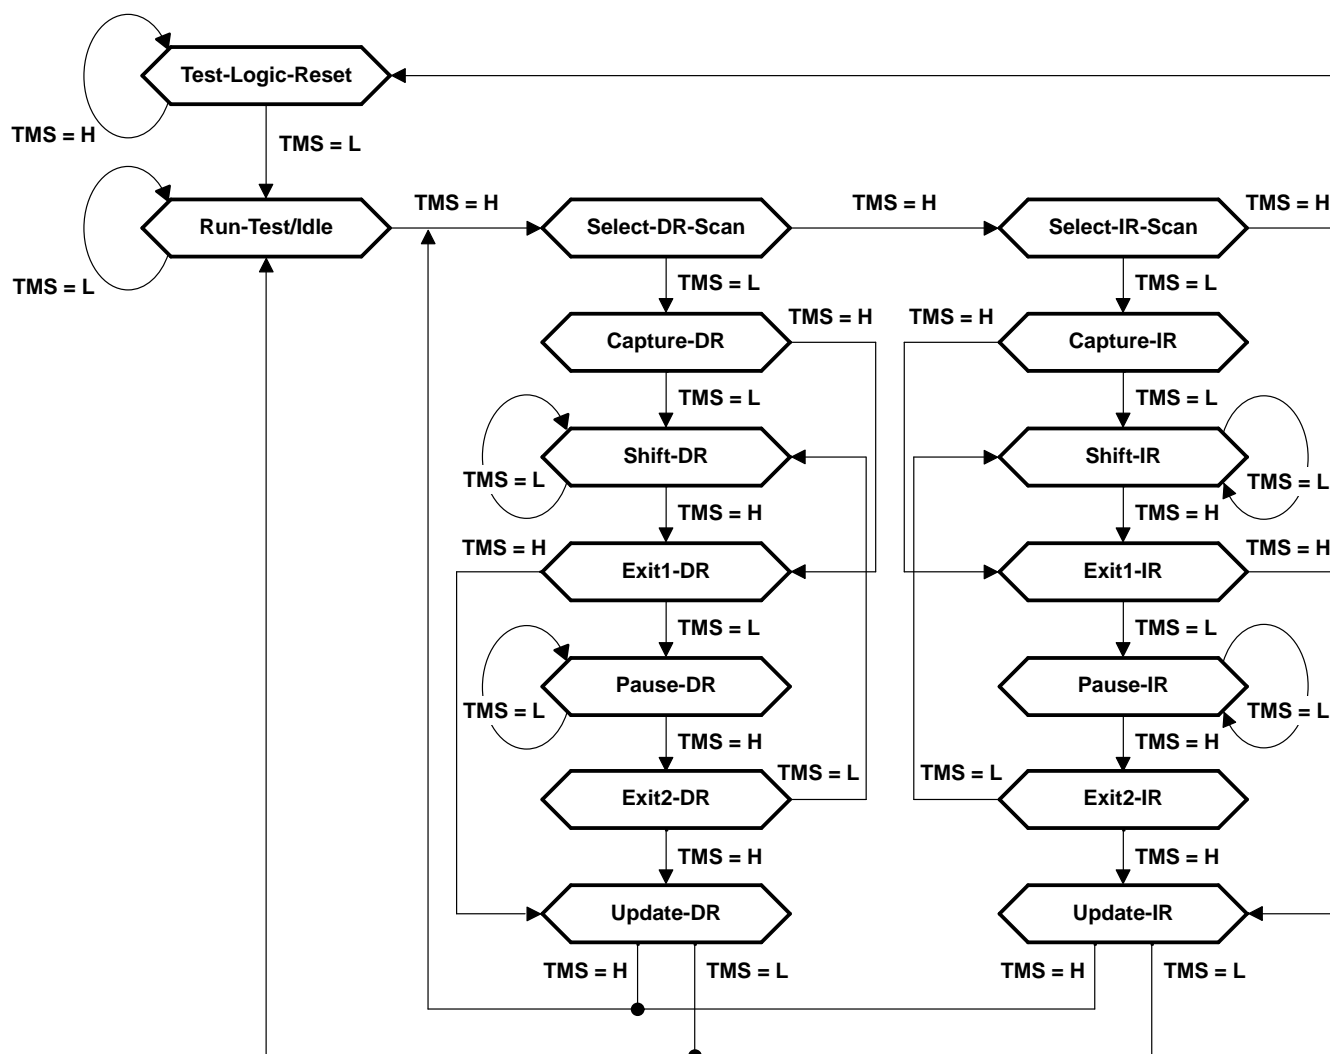 Test-Logic-Reset
TMS = H
TMS = L
TMS = H
TMS = H
TMS = H
Run-Test/Idle
Select-DR-Scan
Select-IR-Scan
TMS = L
TMS = L
TMS = L
TMS = H
TMS = H
Capture-DR
Capture-IR
TMS = L
TMS = L
Shift-DR
Shift-IR
TMS = L
TMS = L
TMS = H
TMS = H
TMS = H
TMS = H
Exit1-DR
Exit1-IR
TMS = L
TMS = L
Pause-DR
Pause-IR
TMS = L
TMS = L
TMS = H
TMS = H
TMS = L
TMS = L
Exit2-DR
Exit2-IR
TMS = H
TMS = H
Update-DR
Update-IR
TMS = H
TMS = L
TMS = H
TMS = L